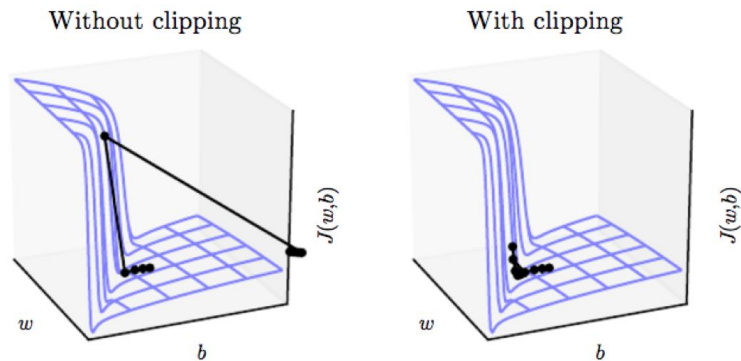 Without clipping
With clipping
J(w,b)
J(w,b)
w
b
w
b